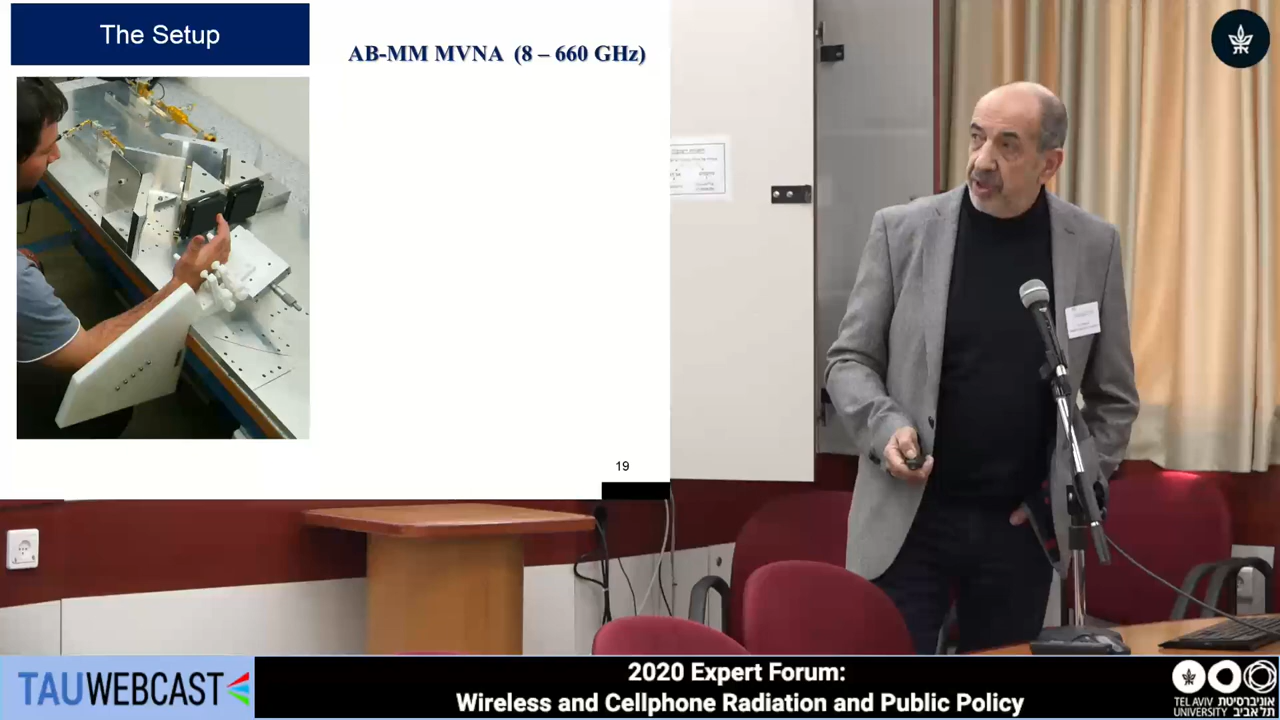 The Setup
AB-MM MVNA (8 – 660 GHz)
19
TAUWEBCAST
2020 Expert Forum:
Wireless and Cellphone Radiation and Public Policy
TEL AVIV אוניברסיטת
UNIVERSITY תל אביב